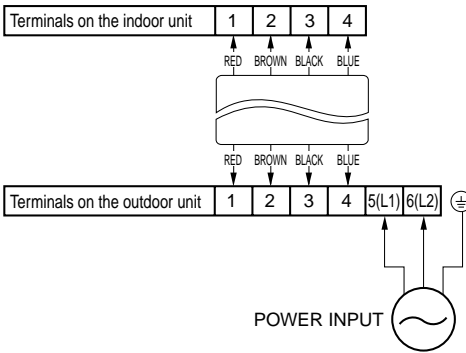 Terminals on the indoor unit 1 2 3 4
RED BROWN BLACK BLUE
RED BROWN BLACK BLUE
Terminals on the outdoor unit 1 2 3 4 5(L1) 6(L2)
POWER INPUT